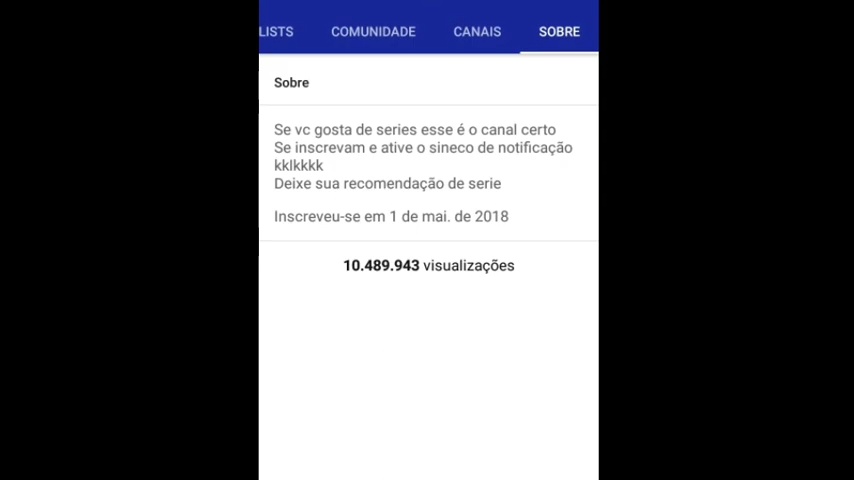 LISTS COMUNIDADE CANAIS SOBRE
Sobre
Se vc gosta de series esse é o canal certo
Se inscrevam e ative o sineco de notificação
kklkkkk
Deixe sua recomendação de serie
Inscreveu-se em 1 de mai. de 2018
10.489.943 visualizações